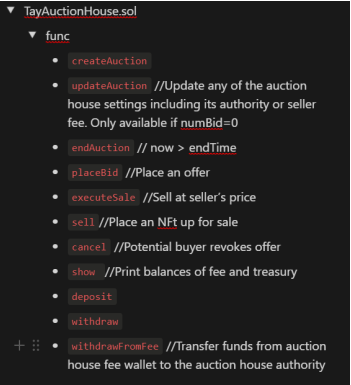 TayAuctionHouse.sol
func
createAuction
updateAuction //Update any of the auction
house settings including its authority or seller
fee. Only available if numBid=0
endAuction // now > endTime
placeBid //Place an offer
executeSale //Sell at seller's price
sell //Place an NFt up for sale
cancel //Potential buyer revokes offer
show //Print balances of fee and treasury
deposit
withdraw
withdrawFromFee //Transfer funds from auction
house fee wallet to the auction house authority